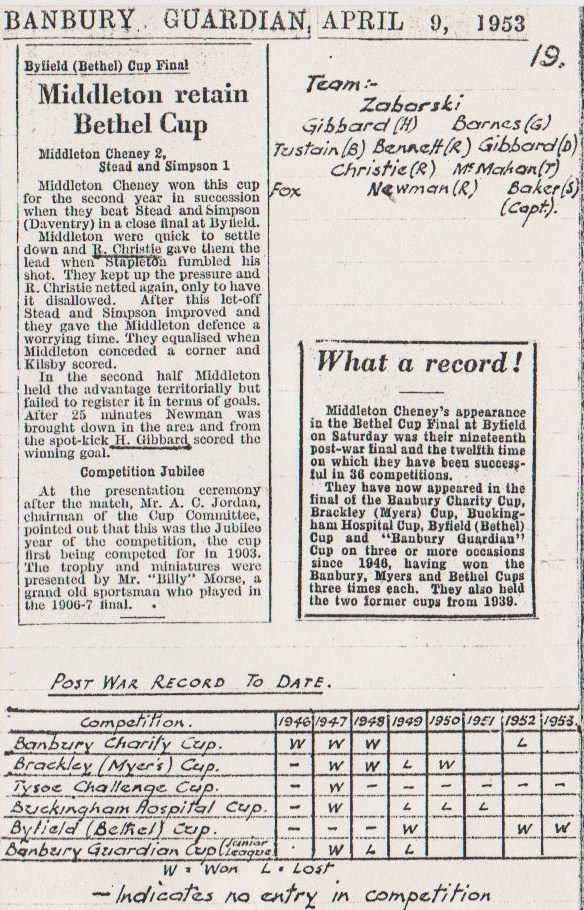 BANBURY GUARDIAN, APRIL 9, 1953
19.
Byfield (Bethel) Cup Final
Middleton retain
Bethel Cup
Middleton Cheney 2,
Stead and Simpson 1
Middleton Cheney won this cup
for the second year in succession
when they beat Stead and Simpson
(Daventry) in a close final at Byfield.
Middleton were quick to settle
down and R. Christie gave them the
lead when Stapleton fumbled his
shot. They kept up the pressure and
R. Christie netted again, only to have
it disallowed. After this let-off
Stead and Simpson improved and
they gave the Middleton defence a
worrying time. They equalised when
Middleton conceded a corner and
Kilsby scored.
In the second half Middleton
held the advantage territorially but
failed to register it in terms of goals.
After 25 minutes Newman was
brought down in the area and from
the spot-kick H. Gibbard scored the
winning goal.
Competition Jubilee
At the presentation ceremony
after the match, Mr. A. C. Jordan,
chairman of the Cup Committee,
pointed out that this was the Jubilee
year of the competition, the cup
first being competed for in 1903.
The trophy and miniatures were
presented by Mr. "Billy" Morse, a
grand old sportsman who played in
the 1906-7 final.
Team:-
Zaborski
Gibbard (H) Barnes (G)
Tustain (B) Bennett (R) Gibbard (D)
Christie (R) McMahan (T)
Fox Newman (R) Baker (S)
(Capt).
What a record!
Middleton Cheney's appearance
in the Bethel Cup Final at Byfield
on Saturday was their nineteenth
post-war final and the twelfth time
on which they have been success-
ful in 36 competitions.
They have now appeared in the
final of the Banbury Charity Cup,
Brackley (Myers) Cup, Bucking-
ham Hospital Cup, Byfield (Bethel)
Cup and "Banbury Guardian"
Cup on three or more occasions
since 1946, having won the
Banbury, Myers and Bethel Cups
three times each. They also held
the two former cups from 1939.
POST WAR RECORD TO DATE.
Competition. 1946 1947 1948 1949 1950 1951 1952 1953
Banbury Charity Cup. W W W L
Brackley (Myer's) Cup. - W W L W
Tysoe Challenge Cup. - W - - - - - -
Buckingham Hospital Cup. - W L L L
Byfield (Bethel) Cup. - - - W W W
Banbury Guardian Cup (Junior League) . W L L
W = Won L = Lost
- Indicates no entry in competition